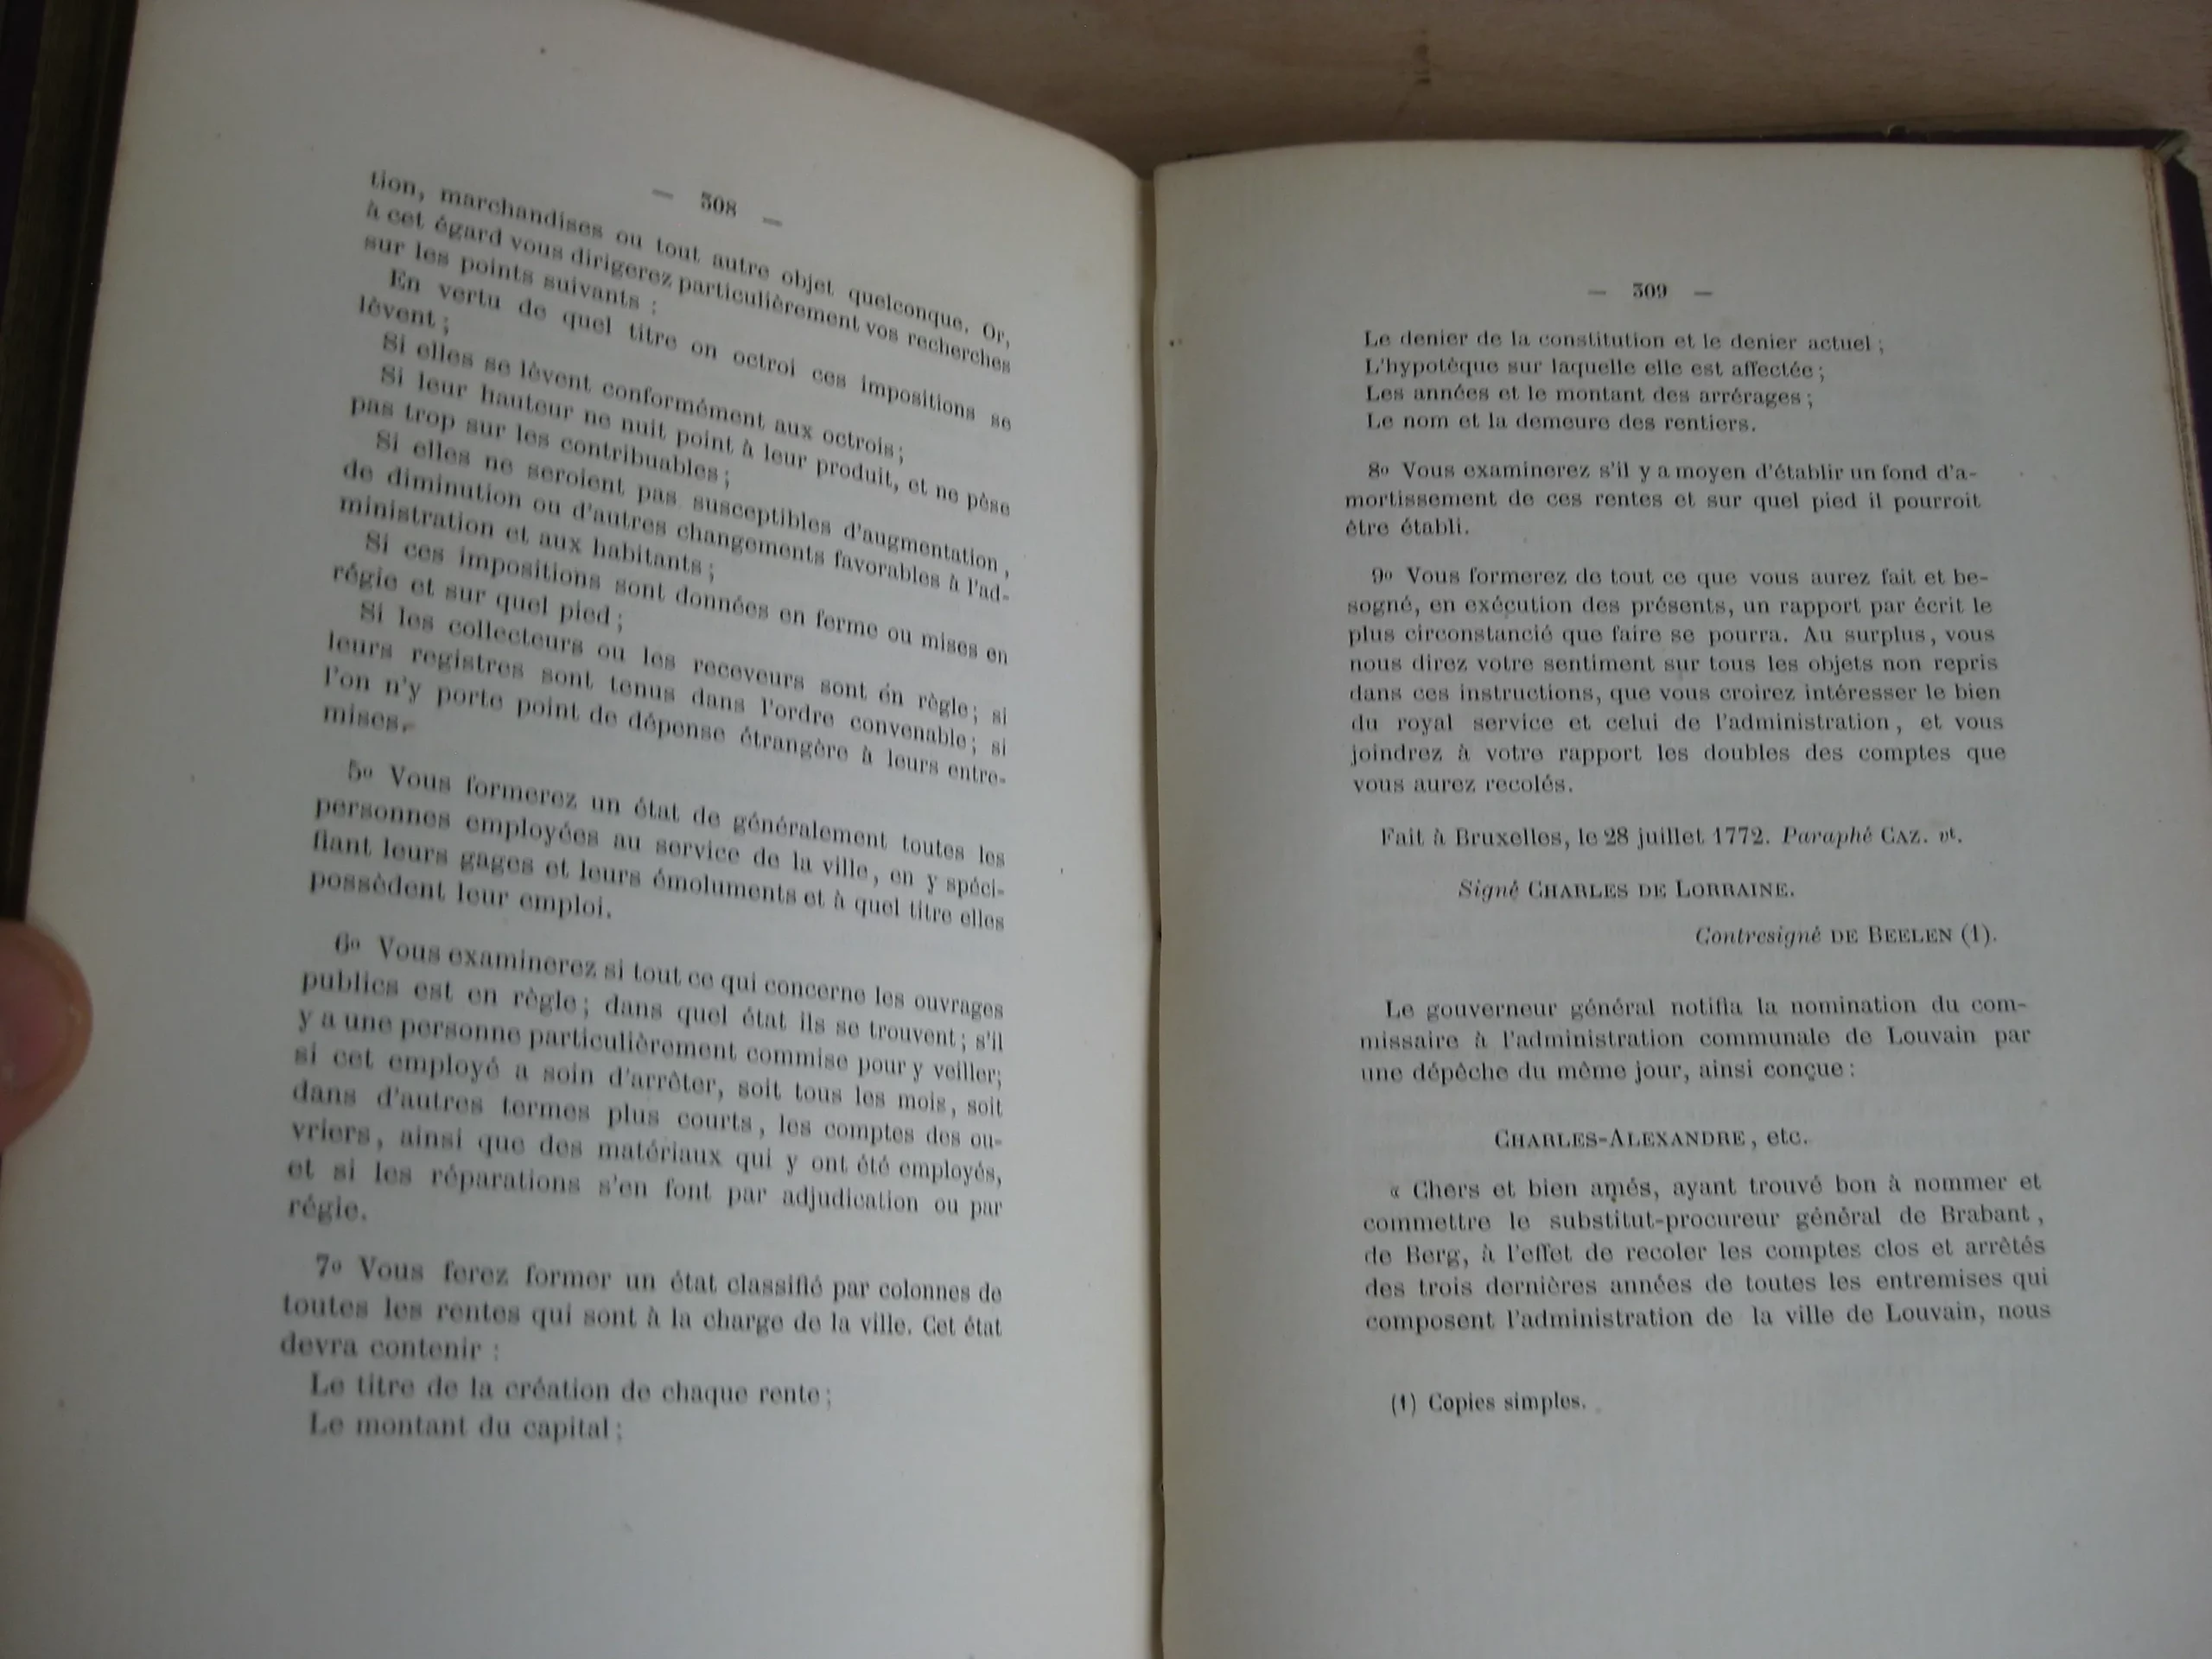 — 308 —
tion, marchandises ou tout autre objet quelconque. Or,
à cet égard vous dirigerez particulièrement vos recherches
sur les points suivants :
En vertu de quel titre on octroi ces impositions se
lèvent ;
Si elles se lèvent conformément aux octrois ;
Si leur hauteur ne nuit point à leur produit, et ne pèse
pas trop sur les contribuables ;
Si elles ne seroient pas susceptibles d'augmentation,
de diminution ou d'autres changements favorables à l'ad-
ministration et aux habitants ;
Si ces impositions sont données en ferme ou mises en
régie et sur quel pied ;
Si les collecteurs ou les receveurs sont én règle ; si
leurs registres sont tenus dans l'ordre convenable ; si
l'on n'y porte point de dépense étrangère à leurs entre-
mises.
5º Vous formerez un état de généralement toutes les
personnes employées au service de la ville, en y spéci-
fiant leurs gages et leurs émoluments et à quel titre elles
possèdent leur emploi.
6º Vous examinerez si tout ce qui concerne les ouvrages
publics est en règle ; dans quel état ils se trouvent ; s'il
y a une personne particulièrement commise pour y veiller;
si cet employé a soin d'arrêter, soit tous les mois, soit
dans d'autres termes plus courts, les comptes des ou-
vriers, ainsi que des matériaux qui y ont été employés,
et si les réparations s'en font par adjudication ou par
régie.
7º Vous ferez former un état classifié par colonnes de
toutes les rentes qui sont à la charge de la ville. Cet état
devra contenir :
Le titre de la création de chaque rente ;
Le montant du capital ;
— 309 —
Le denier de la constitution et le denier actuel ;
L'hypotèque sur laquelle elle est affectée ;
Les années et le montant des arrérages ;
Le nom et la demeure des rentiers.
8º Vous examinerez s'il y a moyen d'établir un fond d'a-
mortissement de ces rentes et sur quel pied il pourroit
être établi.
9º Vous formerez de tout ce que vous aurez fait et be-
sogné, en exécution des présents, un rapport par écrit le
plus circonstancié que faire se pourra. Au surplus, vous
nous direz votre sentiment sur tous les objets non repris
dans ces instructions, que vous croirez intéresser le bien
du royal service et celui de l'administration, et vous
joindrez à votre rapport les doubles des comptes que
vous aurez recolés.
Fait à Bruxelles, le 28 juillet 1772. Paraphé CAZ. vt.
Signé CHARLES DE LORRAINE.
Contresigné DE BEELEN (1).
Le gouverneur général notifia la nomination du com-
missaire à l'administration communale de Louvain par
une dépêche du même jour, ainsi conçue :
CHARLES-ALEXANDRE, etc.
« Chers et bien amés, ayant trouvé bon à nommer et
commettre le substitut-procureur général de Brabant,
de Berg, à l'effet de recoler les comptes clos et arrêtés
des trois dernières années de toutes les entremises qui
composent l'administration de la ville de Louvain, nous
(1) Copies simples.